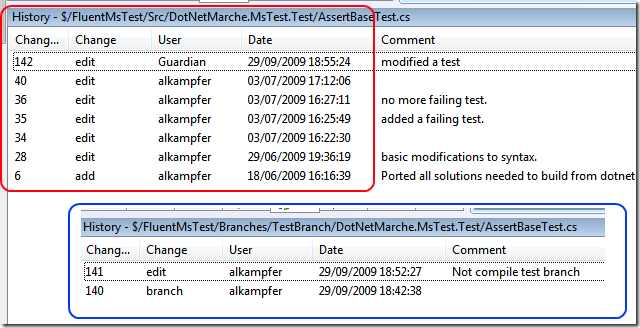 History - $/FluentMsTest/Src/DotNetMarche.MsTest.Test/AssertBaseTest.cs
Chang... Change User Date Comment
142 edit Guardian 29/09/2009 18:55:24 modified a test
40 edit alkampfer 03/07/2009 17:12:06
36 edit alkampfer 03/07/2009 16:27:11 no more failing test.
35 edit alkampfer 03/07/2009 16:25:49 added a failing test.
34 edit alkampfer 03/07/2009 16:22:30
28 edit alkampfer 29/06/2009 19:36:19 basic modifications to syntax.
6 add alkampfer 18/06/2009 16:16:39 Ported all solutions needed to build from dotnet
History - $/FluentMsTest/Branches/TestBranch/DotNetMarche.MsTest.Test/AssertBaseTest.cs
Chang... Change User Date Comment
141 edit alkampfer 29/09/2009 18:52:27 Not compile test branch
140 branch alkampfer 29/09/2009 18:42:38